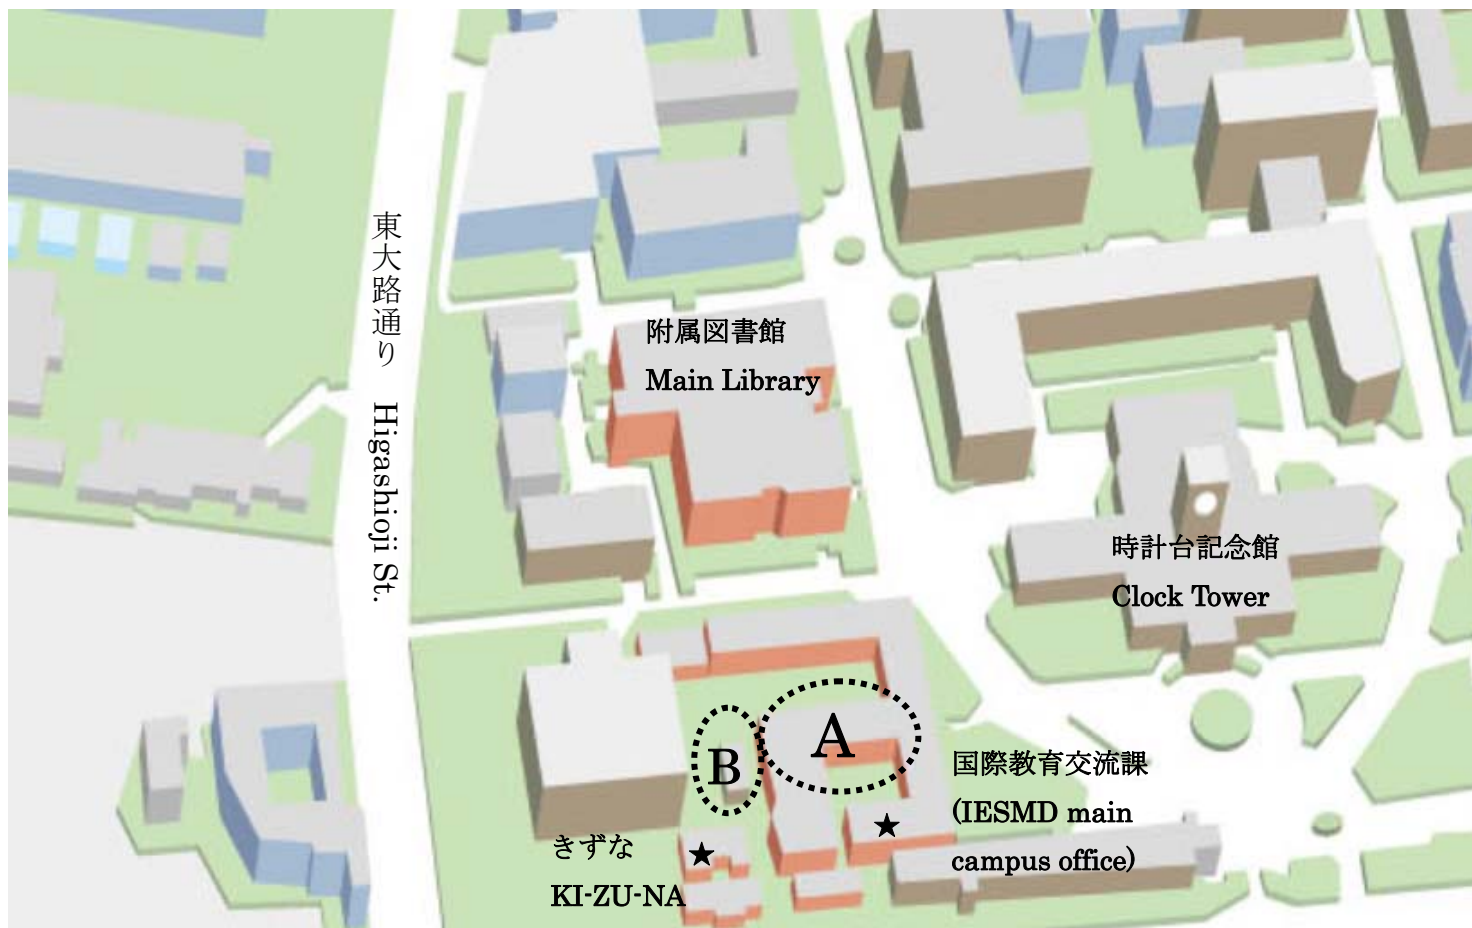 東大路通り Higashioji St.
附属図書館
Main Library
時計台記念館
Clock Tower
A
B
国際教育交流課
(IESMD main
campus office)
きずな
KI-ZU-NA